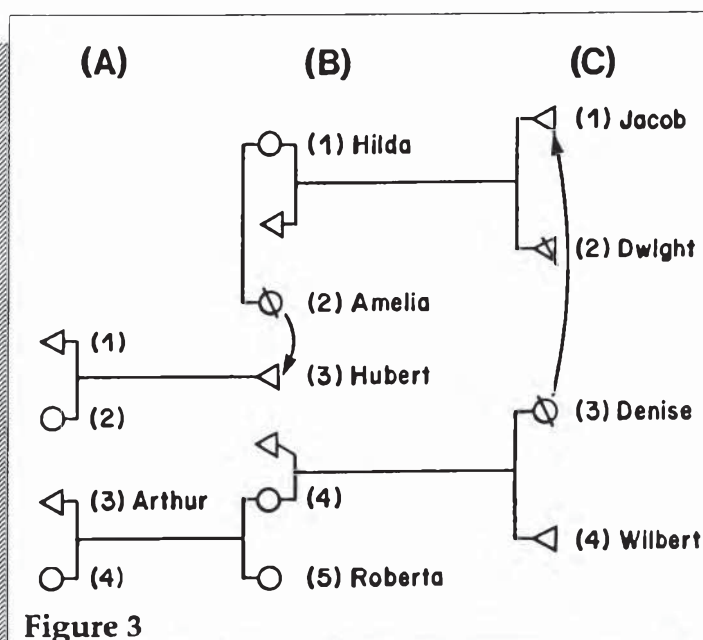 (A) (B) (C)
(1) Hilda (1) Jacob
(2) Dwight
(2) Amelia
(1)
(3) Hubert
(2) (3) Denise
(3) Arthur (4)
(4) Wilbert
(4) (5) Roberta
Figure 3